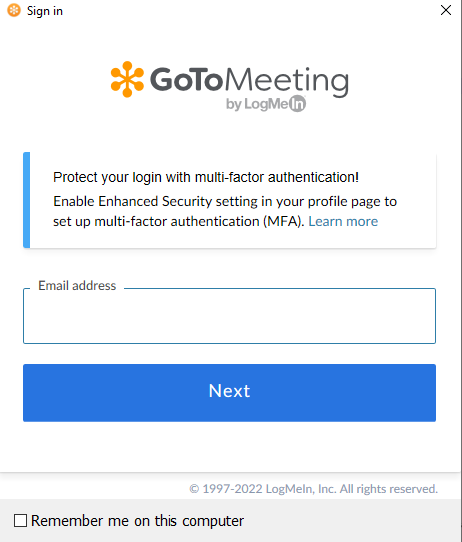 Sign in
GoToMeeting
by LogMeIn
Protect your login with multi-factor authentication!
Enable Enhanced Security setting in your profile page to
set up multi-factor authentication (MFA). Learn more
Email address
Next
© 1997-2022 LogMeIn, Inc. All rights reserved.
Remember me on this computer